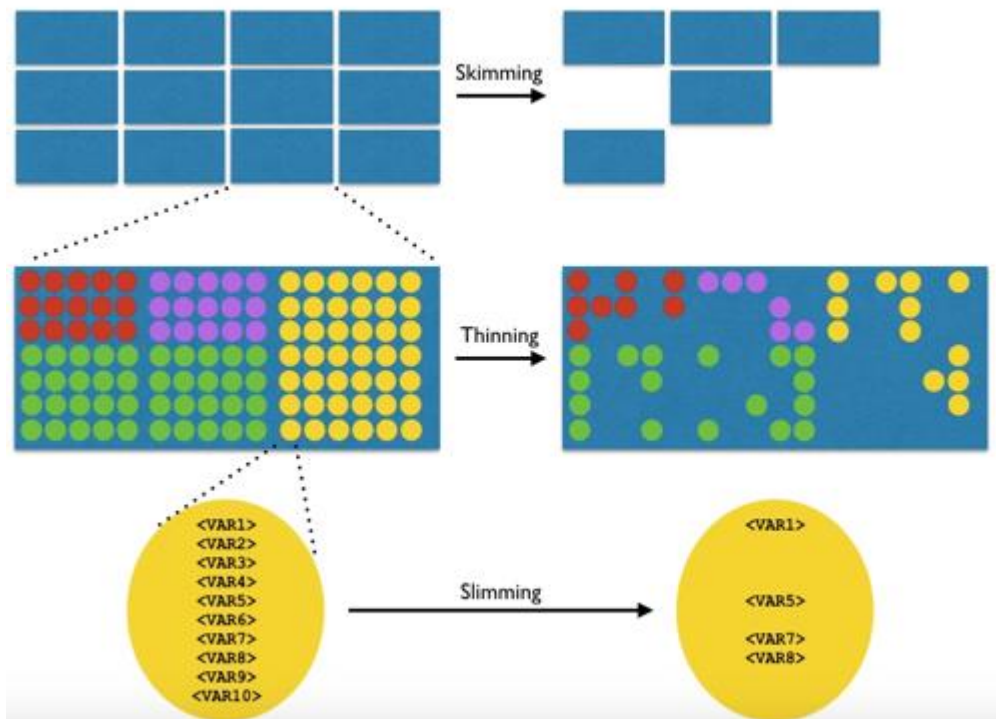 Skimming
Thinning
<VAR1>
<VAR2>
<VAR3>
<VAR4>
<VAR5>
<VAR6>
<VAR7>
<VAR8>
<VAR9>
<VAR10>
Slimming
<VAR1>
<VAR5>
<VAR7>
<VAR8>